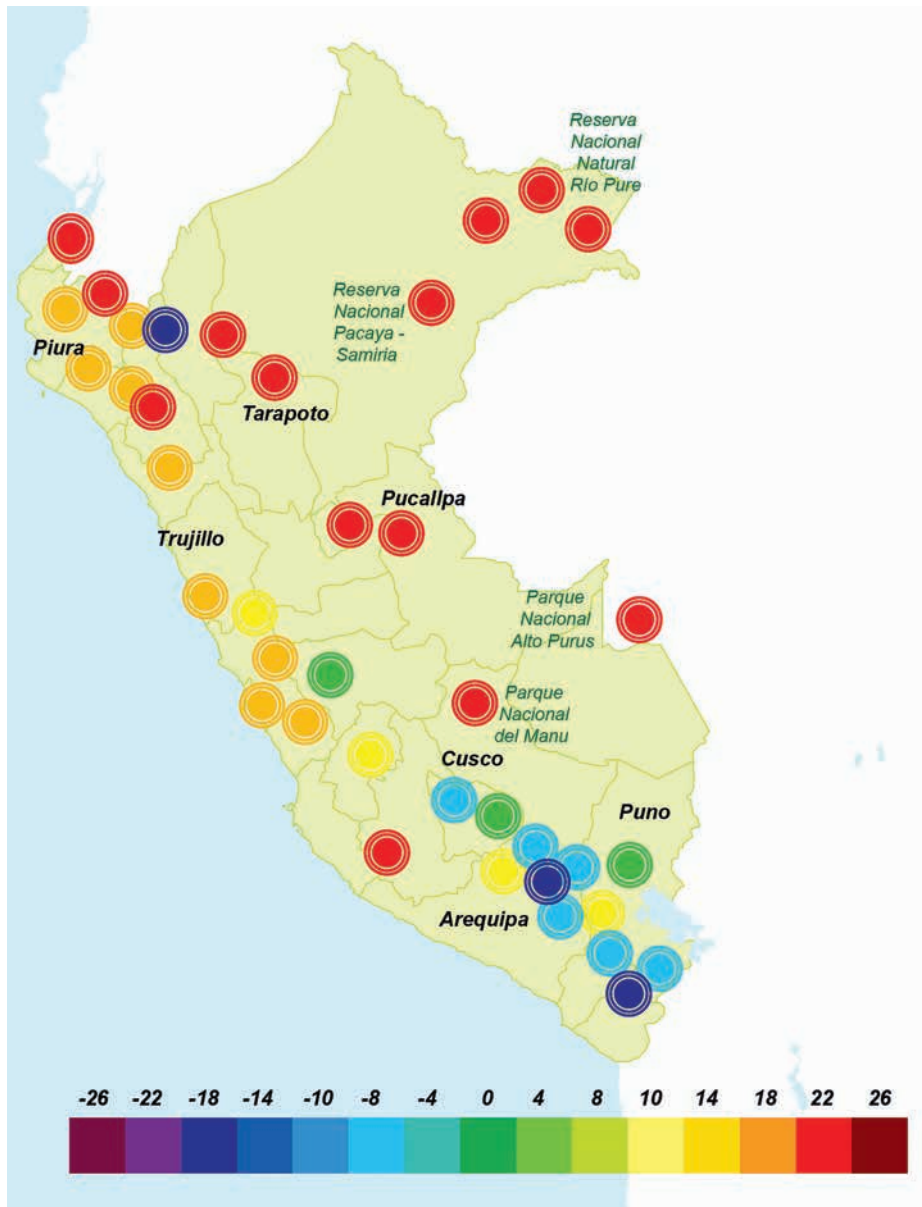 Reserva
Nacional
Natural
Río Pure
Reserva
Nacional
Pacaya -
Samiria
Piura
Tarapoto
Pucallpa
Trujillo
Parque
Nacional
Alto Purus
Parque
Nacional
del Manu
Cusco
Puno
Arequipa
-26 -22 -18 -14 -10 -8 -4 0 4 8 10 14 18 22 26